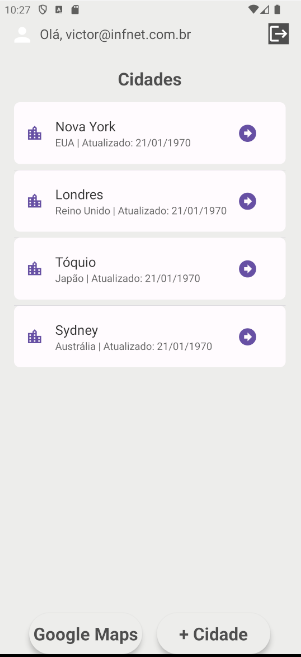 10:27
Olá, victor@infnet.com.br
Cidades
Nova York
EUA | Atualizado: 21/01/1970
Londres
Reino Unido | Atualizado: 21/01/1970
Tóquio
Japão | Atualizado: 21/01/1970
Sydney
Austrália | Atualizado: 21/01/1970
Google Maps
+ Cidade